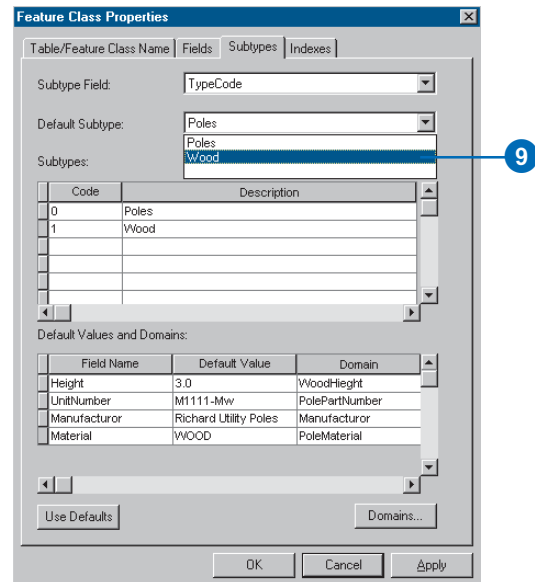 Feature Class Properties
Table/Feature Class Name Fields Subtypes Indexes
Subtype Field: TypeCode
Default Subtype: Poles
Poles
Wood
9
Subtypes:
Code Description
0 Poles
1 Wood
Default Values and Domains:
Field Name Default Value Domain
Height 3.0 WoodHieght
UnitNumber M1111-Mw PolePartNumber
Manufacturor Richard Utility Poles Manufacturor
Material WOOD PoleMaterial
Use Defaults Domains...
OK Cancel Apply